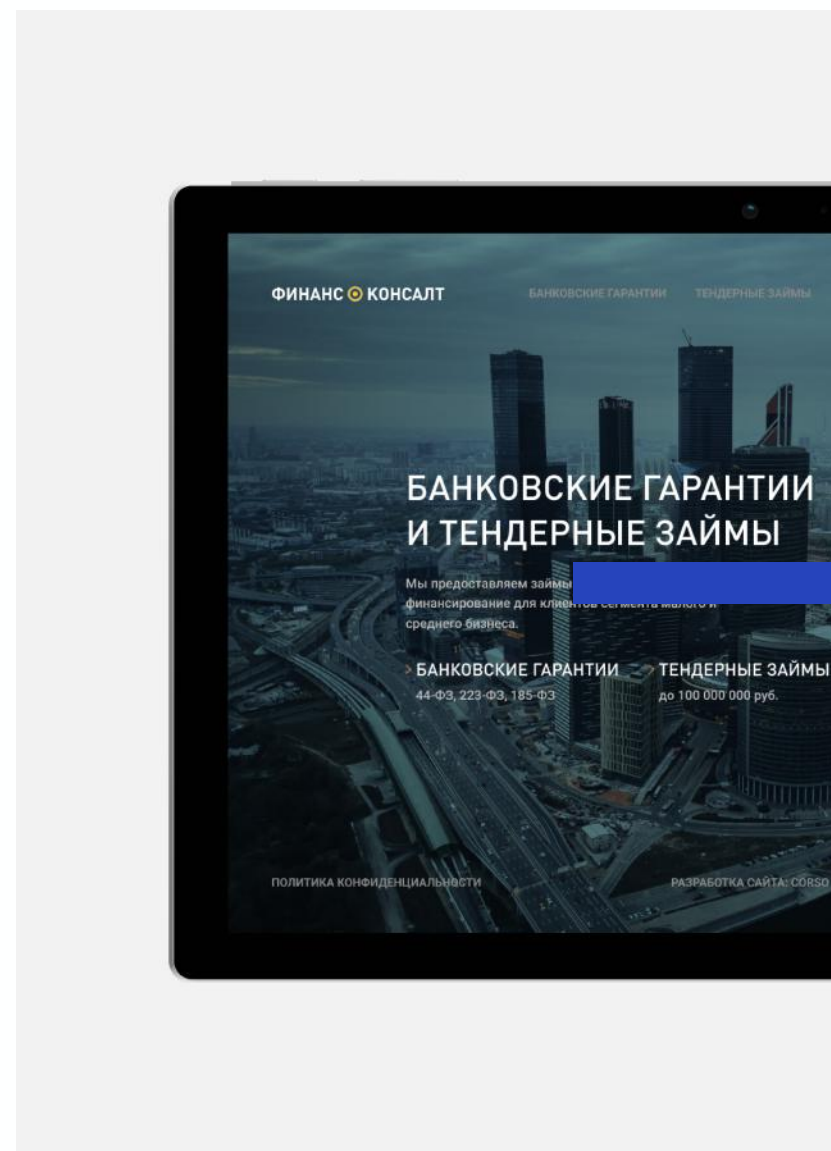 ФИНАНС КОНСАЛТ
БАНКОВСКИЕ ГАРАНТИИ ТЕНДЕРНЫЕ ЗАЙМЫ
БАНКОВСКИЕ ГАРАНТИИ
И ТЕНДЕРНЫЕ ЗАЙМЫ
Мы предоставляем займы
финансирование для клиентов сегмента малого и
среднего бизнеса.
› БАНКОВСКИЕ ГАРАНТИИ › ТЕНДЕРНЫЕ ЗАЙМЫ
44-ФЗ, 223-ФЗ, 185-ФЗ до 100 000 000 руб.
ПОЛИТИКА КОНФИДЕНЦИАЛЬНОСТИ РАЗРАБОТКА САЙТА: CORSO